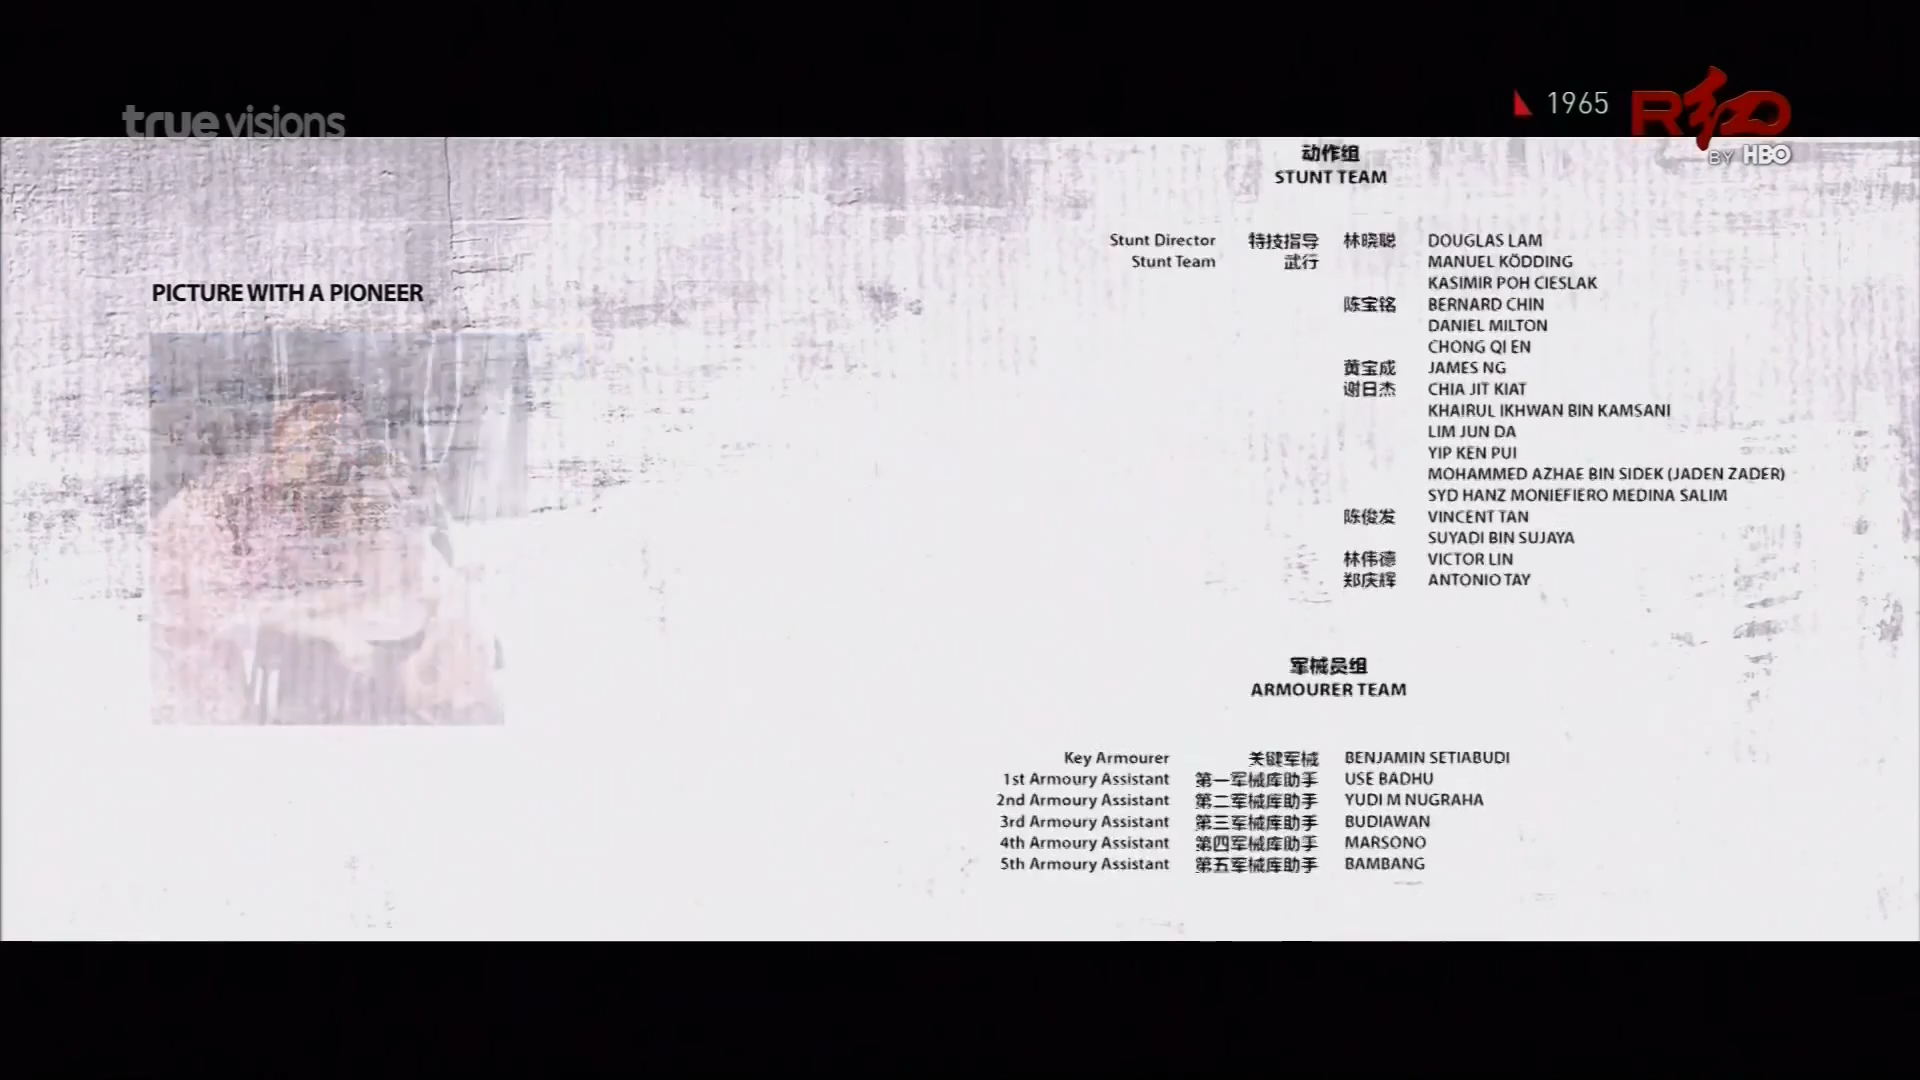 true visions
1965
R红
BY HBO
动作组
STUNT TEAM
PICTURE WITH A PIONEER
Stunt Director 特技指导 林晓聪 DOUGLAS LAM
Stunt Team 武行 MANUEL KÖDDING
KASIMIR POH CIESLAK
陈宝铭 BERNARD CHIN
DANIEL MILTON
CHONG QI EN
黄宝成 JAMES NG
谢日杰 CHIA JIT KIAT
KHAIRUL IKHWAN BIN KAMSANI
LIM JUN DA
YIP KEN PUI
MOHAMMED AZHAE BIN SIDEK (JADEN ZADER)
SYD HANZ MONIEFIERO MEDINA SALIM
陈俊发 VINCENT TAN
SUYADI BIN SUJAYA
林伟德 VICTOR LIN
郑庆辉 ANTONIO TAY
军械员组
ARMOURER TEAM
Key Armourer 关键军械 BENJAMIN SETIABUDI
1st Armoury Assistant 第一军械库助手 USE BADHU
2nd Armoury Assistant 第二军械库助手 YUDI M NUGRAHA
3rd Armoury Assistant 第三军械库助手 BUDIAWAN
4th Armoury Assistant 第四军械库助手 MARSONO
5th Armoury Assistant 第五军械库助手 BAMBANG